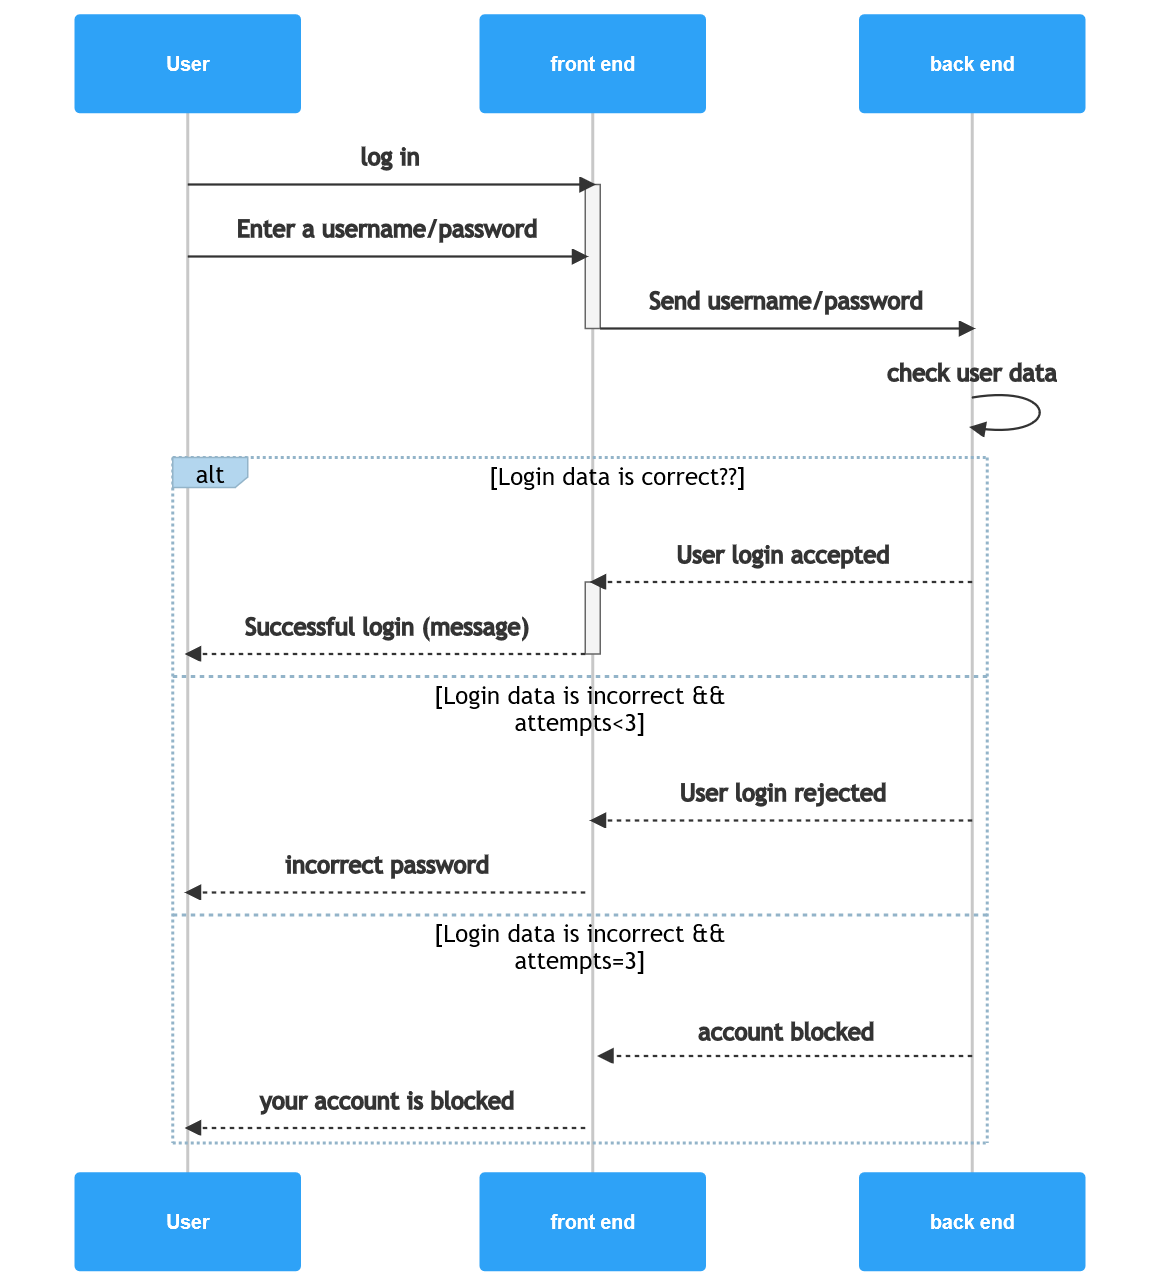 User
front end
back end
log in
Enter a username/password
Send username/password
check user data
alt
[Login data is correct??]
User login accepted
Successful login (message)
[Login data is incorrect &&
attempts<3]
User login rejected
incorrect password
[Login data is incorrect &&
attempts=3]
account blocked
your account is blocked
User
front end
back end